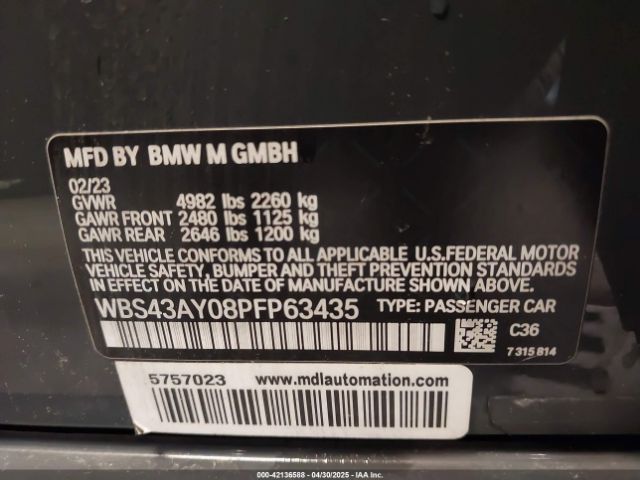 MFD BY BMW M GMBH
02/23
GVWR 4982 lbs 2260 kg
GAWR FRONT 2480 lbs 1125 kg
GAWR REAR 2646 lbs 1200 kg
THIS VEHICLE CONFORMS TO ALL APPLICABLE U.S.FEDERAL MOTOR
VEHICLE SAFETY, BUMPER AND THEFT PREVENTION STANDARDS
IN EFFECT ON THE DATE OF MANUFACTURE SHOWN ABOVE.
WBS43AY08PFP63435 TYPE: PASSENGER CAR
C36
7 315 814
5757023 www.mdlautomation.com
000-42136588 - 04/30/2025 - Copyright © 2025 IAA, Inc.